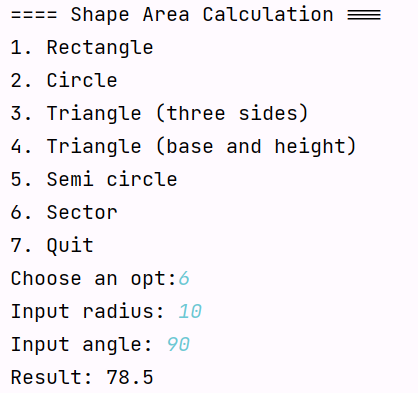 ==== Shape Area Calculation ===
1. Rectangle
2. Circle
3. Triangle (three sides)
4. Triangle (base and height)
5. Semi circle
6. Sector
7. Quit
Choose an opt:6
Input radius: 10
Input angle: 90
Result: 78.5